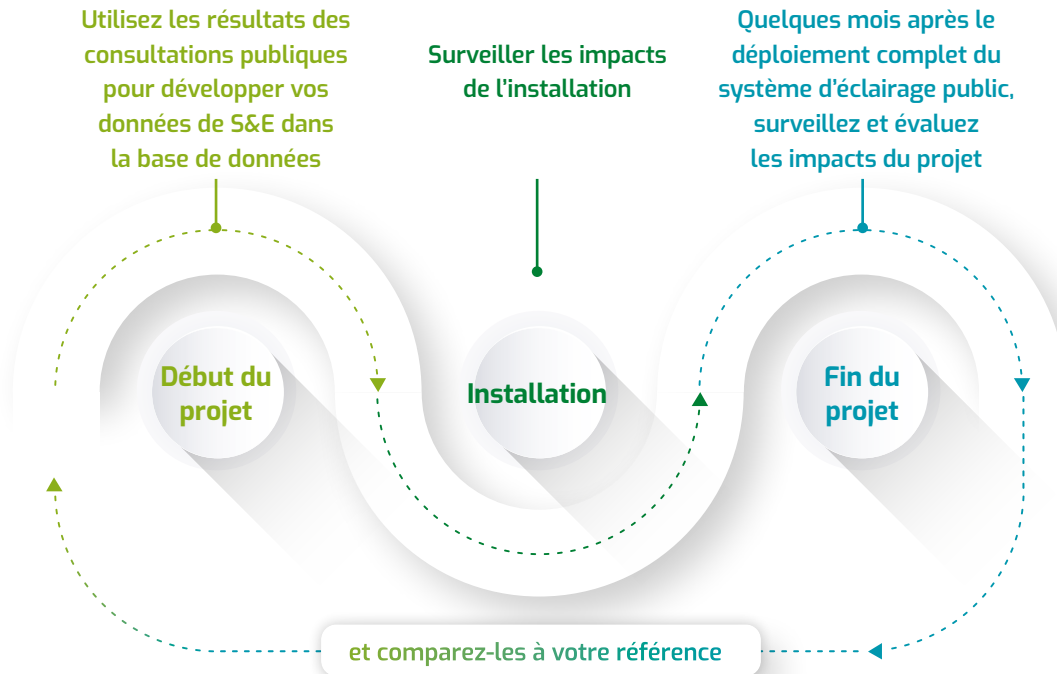 Utilisez les résultats des
consultations publiques
pour développer vos
données de S&E dans
la base de données
Surveiller les impacts
de l'installation
Quelques mois après le
déploiement complet du
système d'éclairage public,
surveillez et évaluez
les impacts du projet
Début du
projet
Installation
Fin du
projet
et comparez-les à votre référence